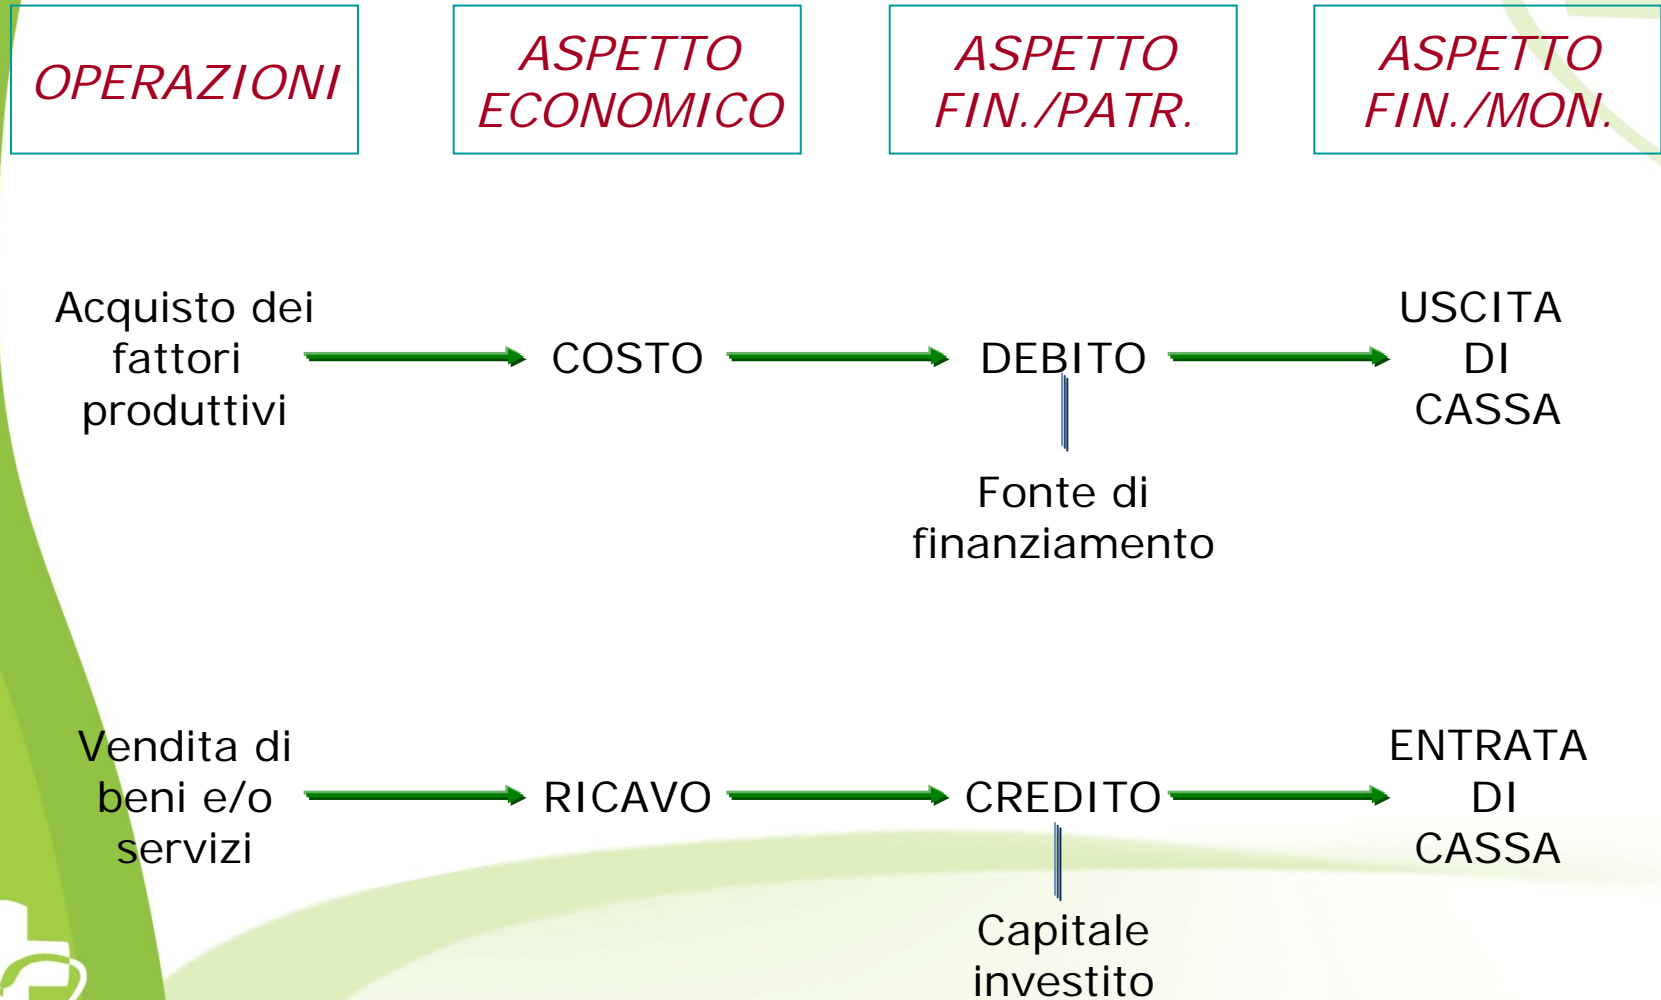 OPERAZIONI
ASPETTO
ECONOMICO
ASPETTO
FIN./PATR.
ASPETTO
FIN./MON.
Acquisto dei
fattori
produttivi
COSTO
DEBITO
USCITA
DI
CASSA
Fonte di
finanziamento
Vendita di
beni e/o
servizi
RICAVO
CREDITO
ENTRATA
DI
CASSA
Capitale
investito